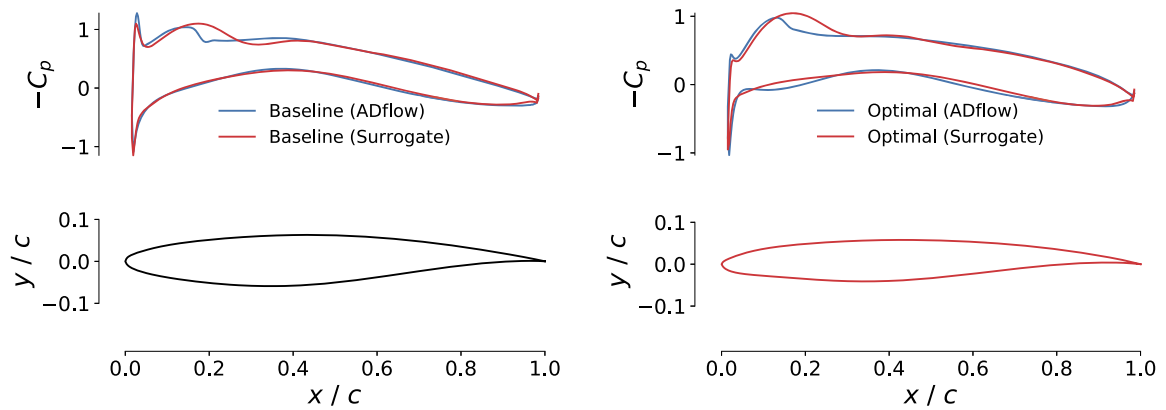 −C_p
1
0
−1
Baseline (ADflow)
Baseline (Surrogate)
y / c
0.1
0.0
−0.1
0.0 0.2 0.4 0.6 0.8 1.0
x / c
−C_p
1
0
−1
Optimal (ADflow)
Optimal (Surrogate)
y / c
0.1
0.0
−0.1
0.0 0.2 0.4 0.6 0.8 1.0
x / c